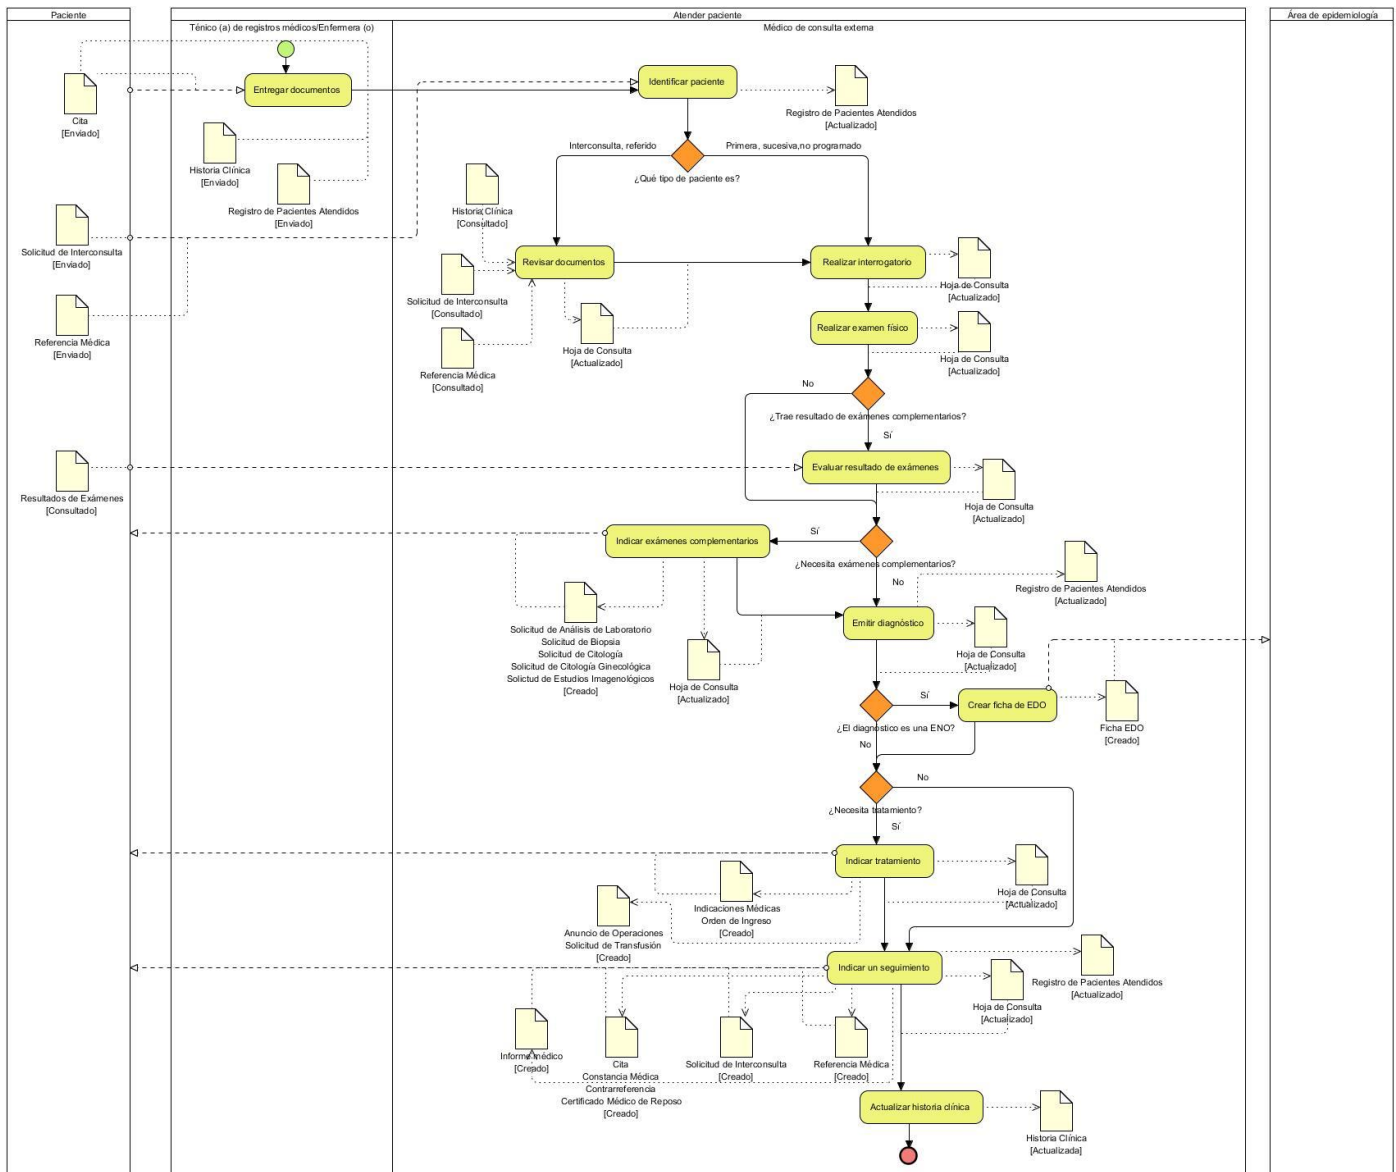 Paciente
Atender paciente
Área de epidemiología
Ténico (a) de registros médicos/Enfermera (o)
Médico de consulta externa
Entregar documentos
Identificar paciente
Cita
[Enviado]
Registro de Pacientes Atendidos
[Actualizado]
Historia Clínica
[Enviado]
Interconsulta, referido
Primera, sucesiva,no programado
¿Qué tipo de paciente es?
Registro de Pacientes Atendidos
[Enviado]
Historia Clínica
[Consultado]
Solicitud de Interconsulta
[Enviado]
Revisar documentos
Realizar interrogatorio
Hoja de Consulta
[Actualizado]
Solicitud de Interconsulta
[Consultado]
Referencia Médica
[Enviado]
Realizar examen físico
Hoja de Consulta
[Actualizado]
Hoja de Consulta
[Actualizado]
Referencia Médica
[Consultado]
No
¿Trae resultado de exámenes complementarios?
Sí
Evaluar resultado de exámenes
Resultados de Exámenes
[Consultado]
Hoja de Consulta
[Actualizado]
Indicar exámenes complementarios
Sí
¿Necesita exámenes complementarios?
No
Registro de Pacientes Atendidos
[Actualizado]
Solicitud de Análisis de Laboratorio
Solicitud de Biopsia
Solicitud de Citología
Solicitud de Citología Ginecológica
Solictud de Estudios Imagenológicos
[Creado]
Emitir diagnóstico
Hoja de Consulta
[Actualizado]
Hoja de Consulta
[Actualizado]
Sí
Crear ficha de EDO
¿El diagnóstico es una ENO?
No
Ficha EDO
[Creado]
No
¿Necesita tratamiento?
Sí
Indicar tratamiento
Hoja de Consulta
[Actualizado]
Indicaciones Médicas
Orden de Ingreso
[Creado]
Anuncio de Operaciones
Solicitud de Transfusión
[Creado]
Indicar un seguimiento
Registro de Pacientes Atendidos
[Actualizado]
Hoja de Consulta
[Actualizado]
Informe médico
[Creado]
Cita
Constancia Médica
Contrarreferencia
Certificado Médico de Reposo
[Creado]
Solicitud de Interconsulta
[Creado]
Referencia Médica
[Creado]
Actualizar historia clínica
Historia Clínica
[Actualizada]